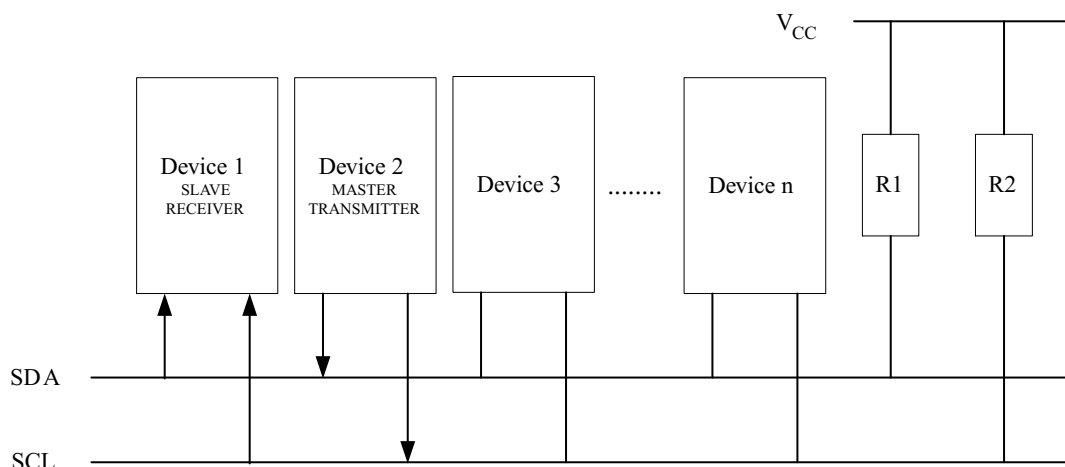 VCC
Device 1
SLAVE
RECEIVER
Device 2
MASTER
TRANSMITTER
Device 3
........
Device n
R1
R2
SDA
SCL